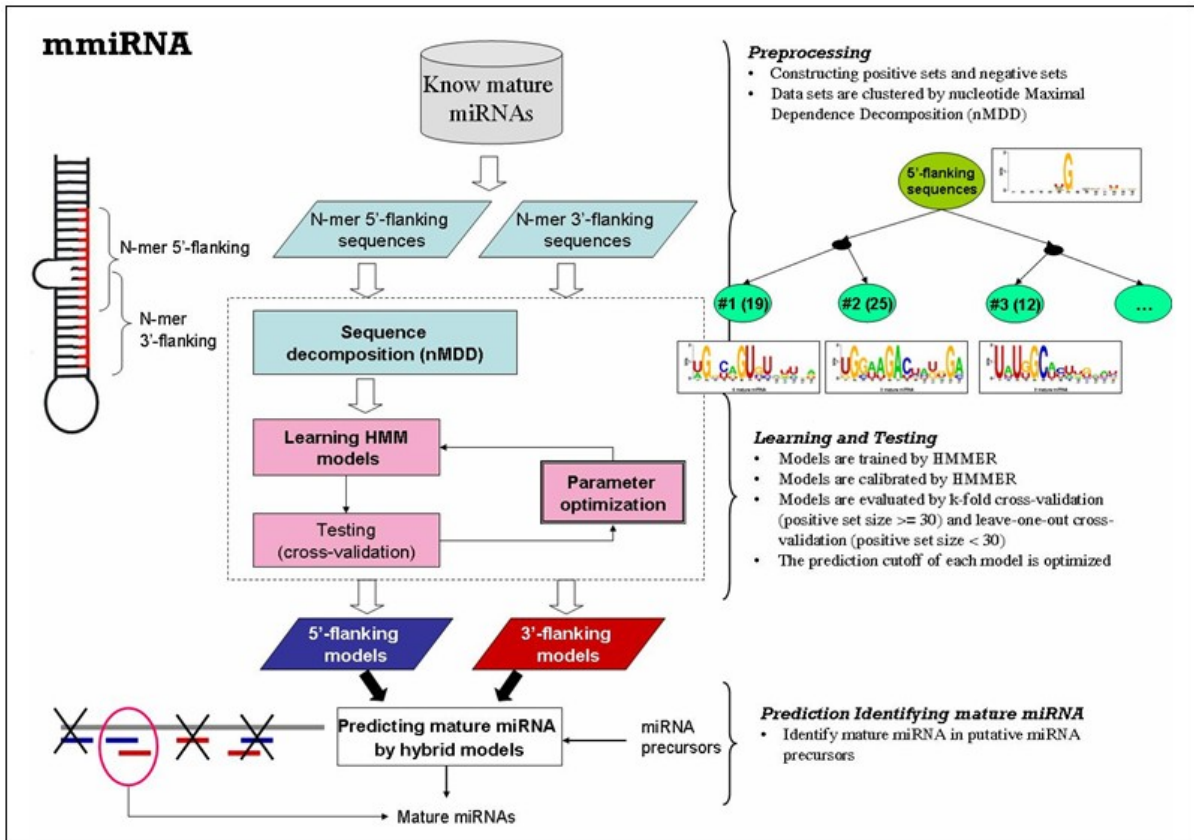 mmiRNA
Know mature
miRNAs
N-mer 5'-flanking
sequences
N-mer 3'-flanking
sequences
N-mer 5'-flanking
N-mer
3'-flanking
Sequence
decomposition (nMDD)
Learning HMM
models
Parameter
optimization
Testing
(cross-validation)
5'-flanking
models
3'-flanking
models
Predicting mature miRNA
by hybrid models
miRNA
precursors
Mature miRNAs
Preprocessing
• Constructing positive sets and negative sets
• Data sets are clustered by nucleotide Maximal
Dependence Decomposition (nMDD)
5'-flanking
sequences
G
#1 (19)
#2 (25)
#3 (12)
...
Learning and Testing
• Models are trained by HMMER
• Models are calibrated by HMMER
• Models are evaluated by k-fold cross-validation
(positive set size >= 30) and leave-one-out cross-
validation (positive set size < 30)
• The prediction cutoff of each model is optimized
Prediction Identifying mature miRNA
• Identify mature miRNA in putative miRNA
precursors